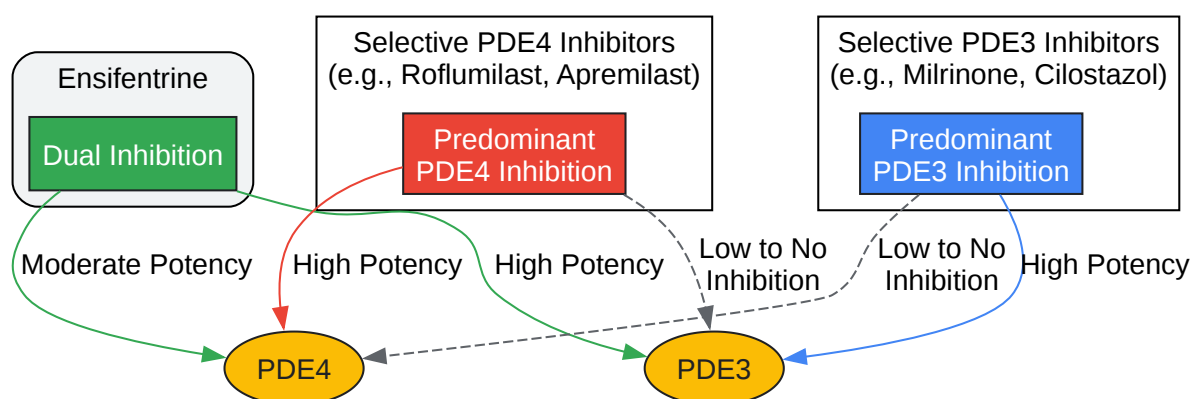 Ensifentrine
Dual Inhibition
Selective PDE4 Inhibitors
(e.g., Roflumilast, Apremilast)
Predominant
PDE4 Inhibition
Selective PDE3 Inhibitors
(e.g., Milrinone, Cilostazol)
Predominant
PDE3 Inhibition
Moderate Potency
High Potency
High Potency
Low to No
Inhibition
Low to No
Inhibition
High Potency
PDE4
PDE3